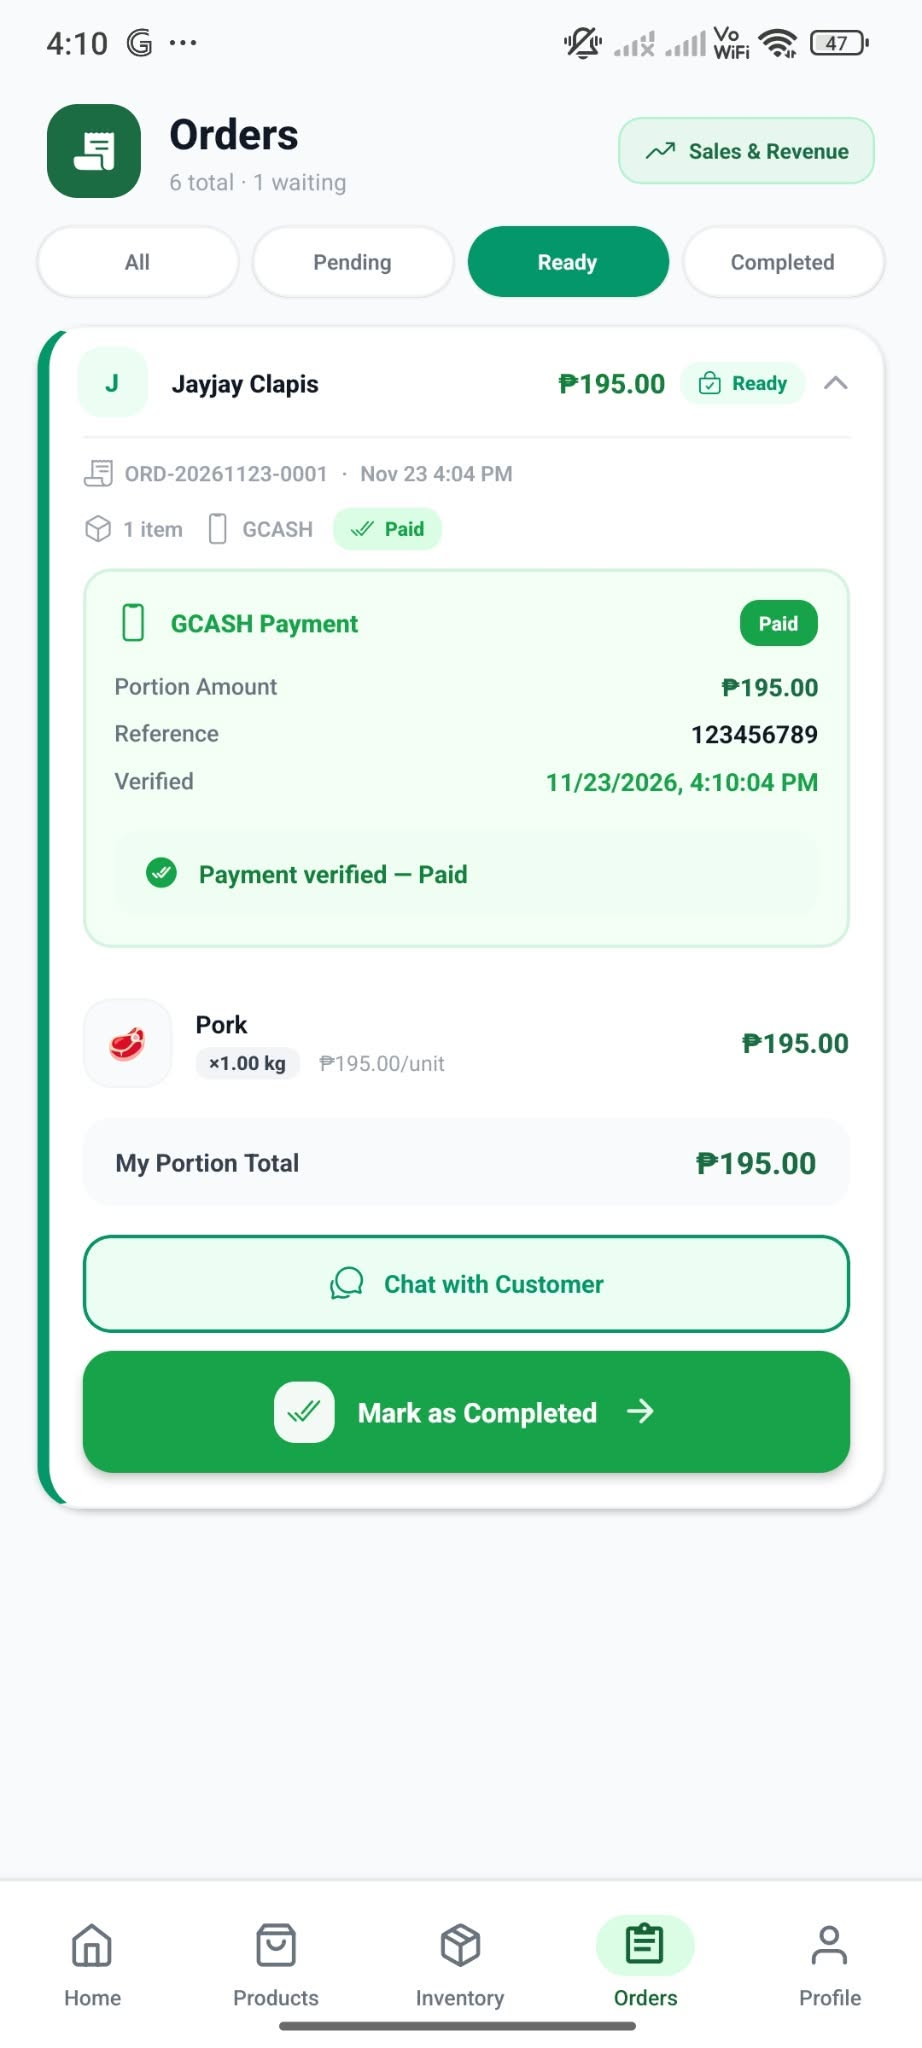 4:10
Vo
WiFi
47
Orders
6 total · 1 waiting
Sales & Revenue
All
Pending
Ready
Completed
J
Jayjay Clapis
₱195.00
Ready
ORD-20261123-0001 · Nov 23 4:04 PM
1 item
GCASH
Paid
GCASH Payment
Paid
Portion Amount
₱195.00
Reference
123456789
Verified
11/23/2026, 4:10:04 PM
Payment verified — Paid
Pork
×1.00 kg
₱195.00/unit
₱195.00
My Portion Total
₱195.00
Chat with Customer
Mark as Completed
Home
Products
Inventory
Orders
Profile